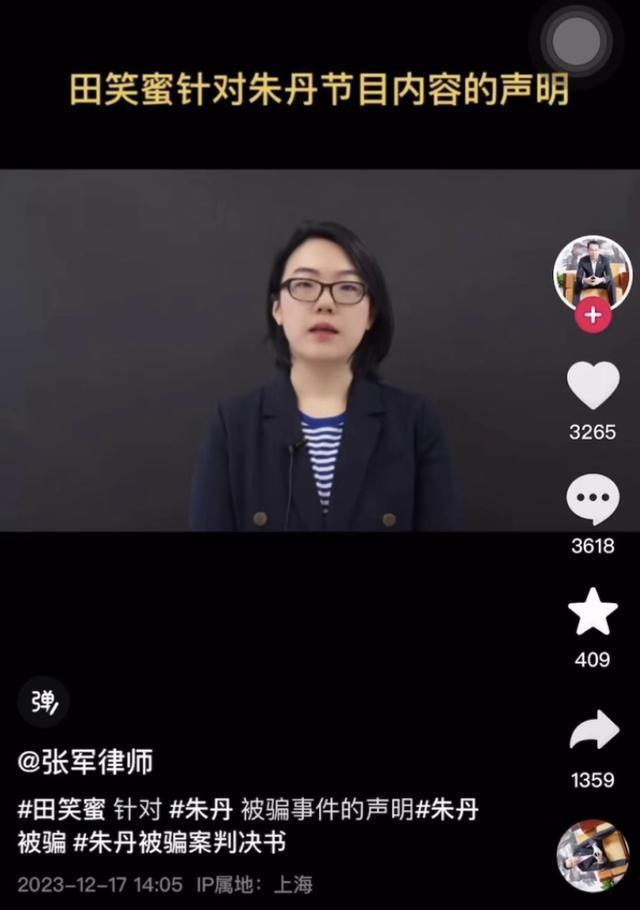 田笑蜜针对朱丹节目内容的声明
3265
3618
409
1359
弹
@张军律师
#田笑蜜 针对 #朱丹 被骗事件的声明#朱丹
被骗 #朱丹被骗案判决书
2023-12-17 14:05 IP属地：上海